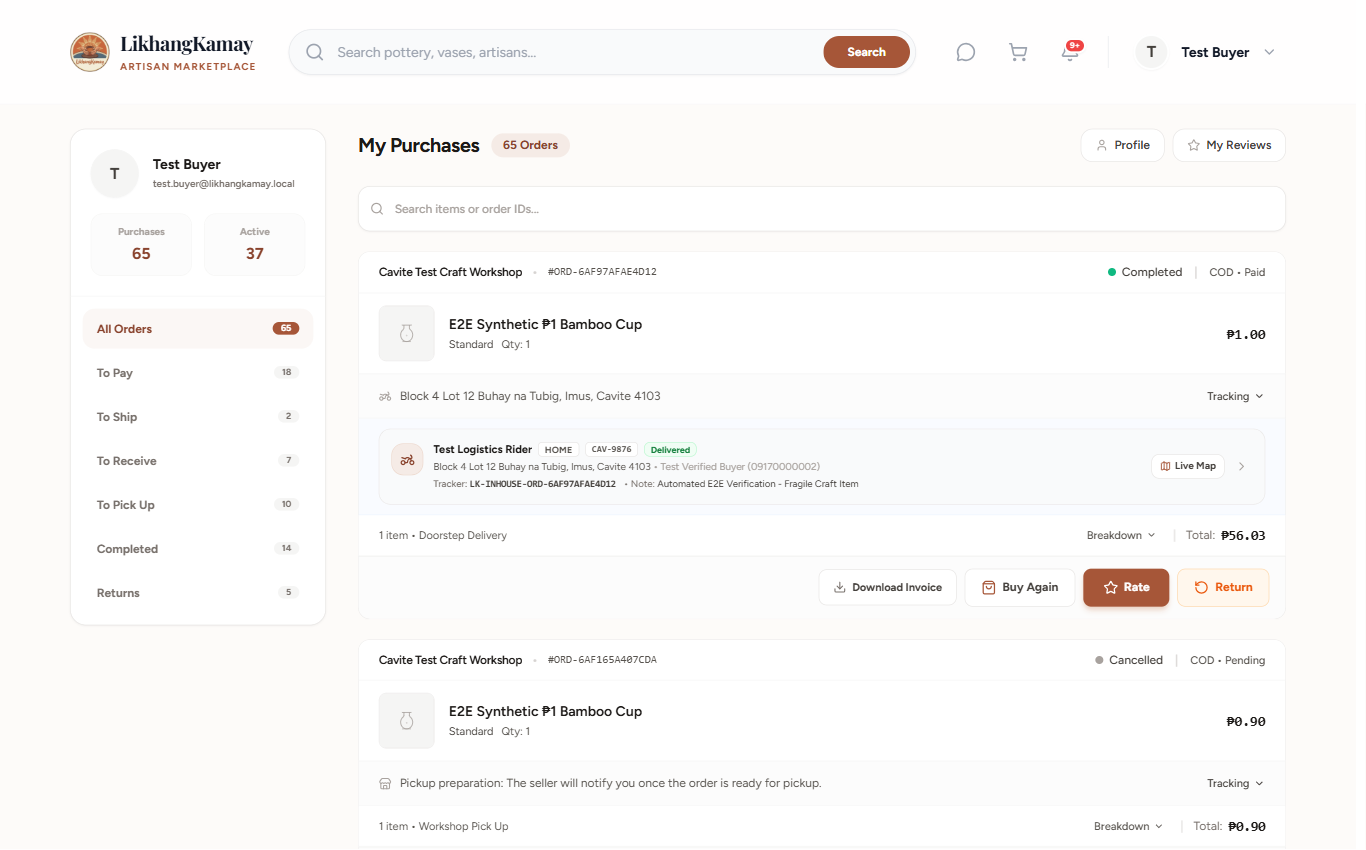 LikhangKamay
ARTISAN MARKETPLACE
Search pottery, vases, artisans...
Search
9+
T
Test Buyer
T
Test Buyer
test.buyer@likhangkamay.local
Purchases
65
Active
37
All Orders 65
To Pay 18
To Ship 2
To Receive 7
To Pick Up 10
Completed 14
Returns 5
My Purchases 65 Orders
Profile
My Reviews
Search items or order IDs...
Cavite Test Craft Workshop • #ORD-6AF97AFAE4D12
Completed | COD • Paid
E2E Synthetic ₱1 Bamboo Cup
Standard Qty: 1
₱1.00
Block 4 Lot 12 Buhay na Tubig, Imus, Cavite 4103
Tracking
Test Logistics Rider HOME CAV-9876 Delivered
Block 4 Lot 12 Buhay na Tubig, Imus, Cavite 4103 • Test Verified Buyer (09170000002)
Tracker: LK-INHOUSE-ORD-6AF97AFAE4D12 • Note: Automated E2E Verification - Fragile Craft Item
Live Map
1 item • Doorstep Delivery
Breakdown | Total: ₱56.03
Download Invoice
Buy Again
Rate
Return
Cavite Test Craft Workshop • #ORD-6AF165A407CDA
Cancelled | COD • Pending
E2E Synthetic ₱1 Bamboo Cup
Standard Qty: 1
₱0.90
Pickup preparation: The seller will notify you once the order is ready for pickup.
Tracking
1 item • Workshop Pick Up
Breakdown | Total: ₱0.90